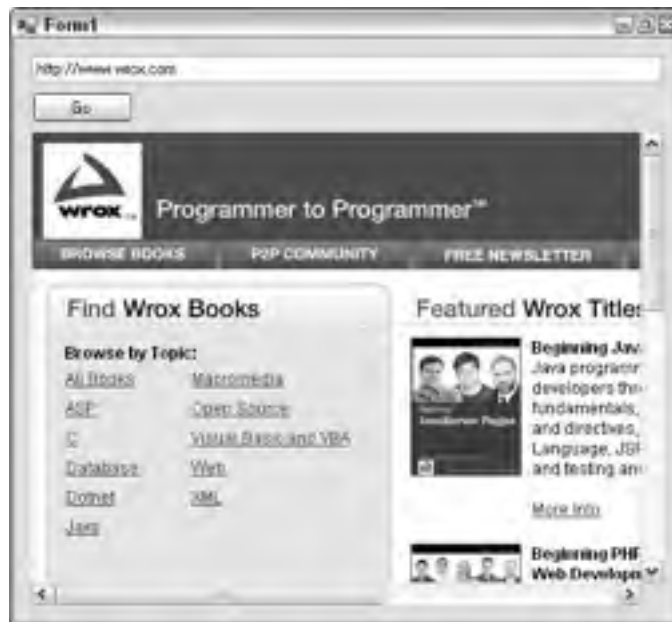 Form1
http://www.wrox.com
Go
wrox™
Programmer to Programmer™
BROWSE BOOKS
P2P COMMUNITY
FREE NEWSLETTER
Find Wrox Books
Browse by Topic:
All Books
ASP
C
Database
Dotnet
Java
Macromedia
Open Source
Visual Basic and VBA
Web
XML
Featured Wrox Titles
Beginning Jav
Java programm
developers thr
fundamentals,
and directives,
Language, JSP
and testing an
More Info
Beginning PHP
Web Developm